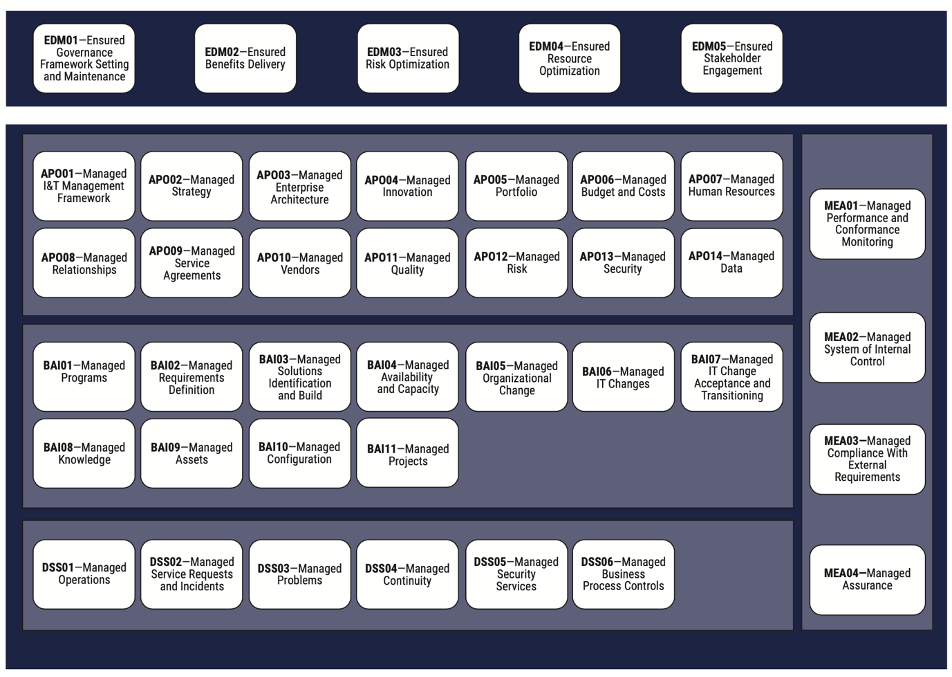 EDM01—Ensured
Governance
Framework Setting
and Maintenance
EDM02—Ensured
Benefits Delivery
EDM03—Ensured
Risk Optimization
EDM04—Ensured
Resource
Optimization
EDM05—Ensured
Stakeholder
Engagement
APO01—Managed
I&T Management
Framework
APO02—Managed
Strategy
APO03—Managed
Enterprise
Architecture
APO04—Managed
Innovation
APO05—Managed
Portfolio
APO06—Managed
Budget and Costs
APO07—Managed
Human Resources
APO08—Managed
Relationships
APO09—Managed
Service
Agreements
APO10—Managed
Vendors
APO11—Managed
Quality
APO12—Managed
Risk
APO13—Managed
Security
APO14—Managed
Data
BAI01—Managed
Programs
BAI02—Managed
Requirements
Definition
BAI03—Managed
Solutions
Identification
and Build
BAI04—Managed
Availability
and Capacity
BAI05—Managed
Organizational
Change
BAI06—Managed
IT Changes
BAI07—Managed
IT Change
Acceptance and
Transitioning
BAI08—Managed
Knowledge
BAI09—Managed
Assets
BAI10—Managed
Configuration
BAI11—Managed
Projects
DSS01—Managed
Operations
DSS02—Managed
Service Requests
and Incidents
DSS03—Managed
Problems
DSS04—Managed
Continuity
DSS05—Managed
Security
Services
DSS06—Managed
Business
Process Controls
MEA01—Managed
Performance and
Conformance
Monitoring
MEA02—Managed
System of Internal
Control
MEA03—Managed
Compliance With
External
Requirements
MEA04—Managed
Assurance